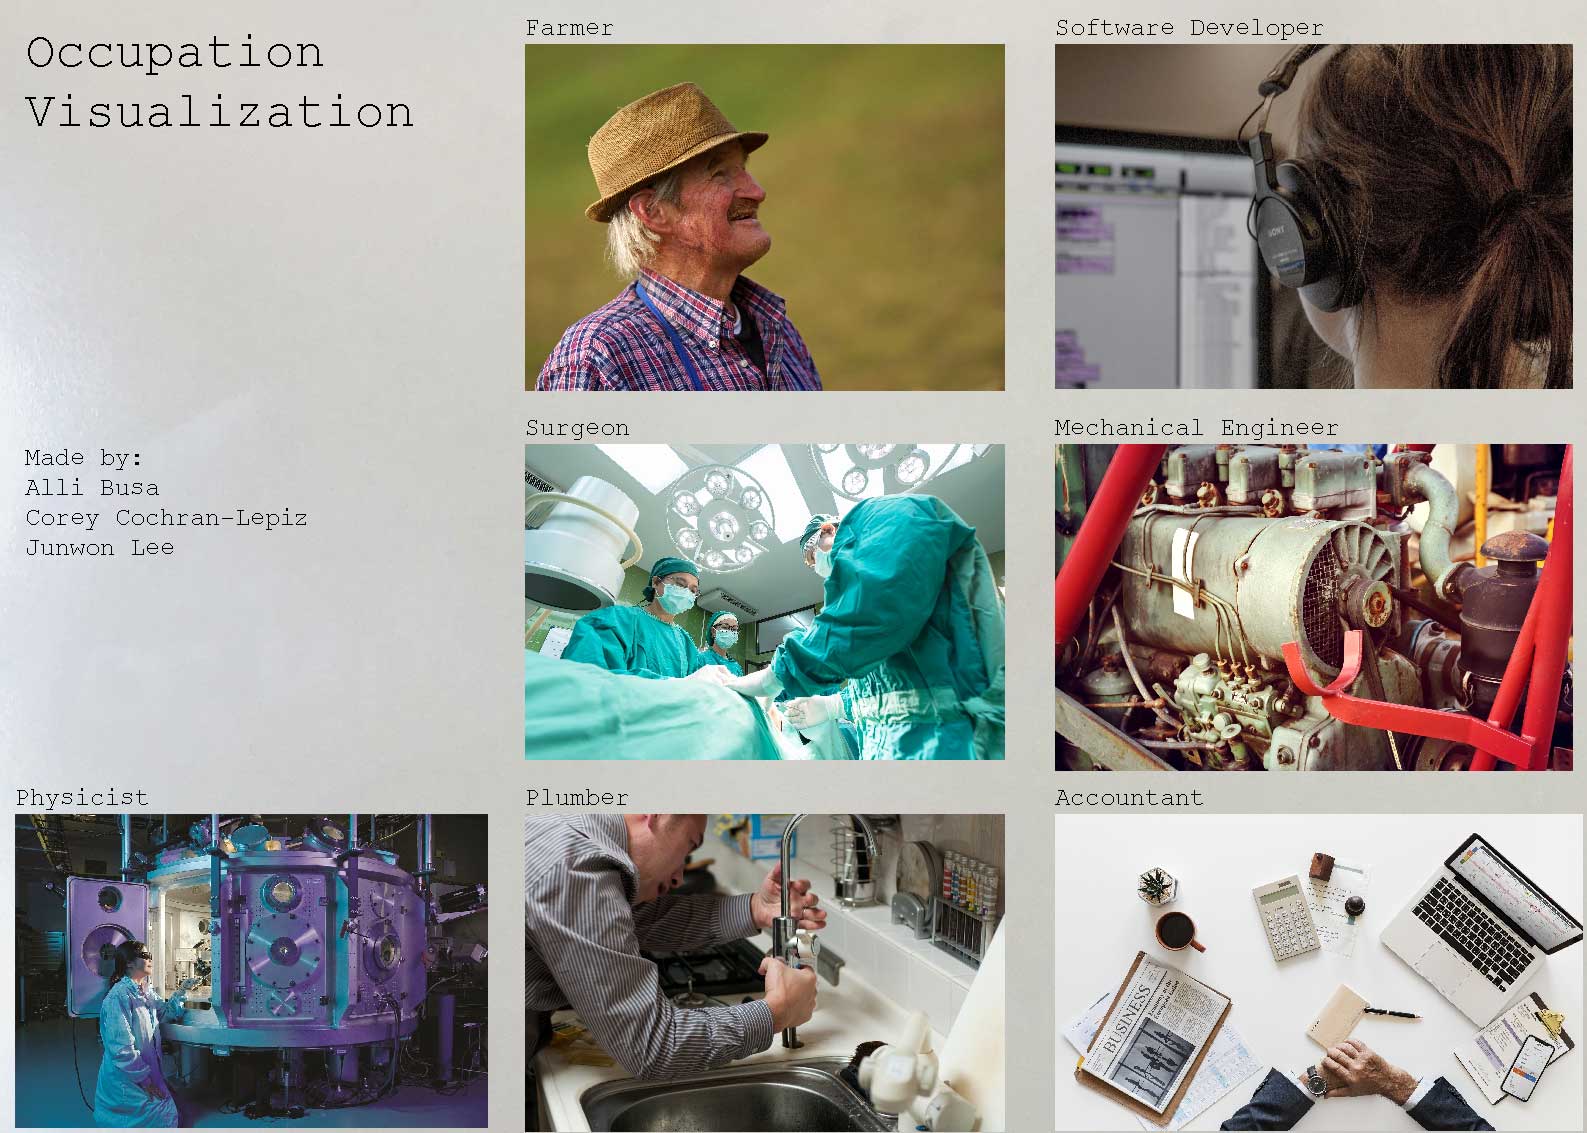 Occupation
Visualization
Made by:
Alli Busa
Corey Cochran-Lepiz
Junwon Lee
Farmer
Software Developer
SONY
Surgeon
Mechanical Engineer
Physicist
Plumber
Accountant
BUSINESS